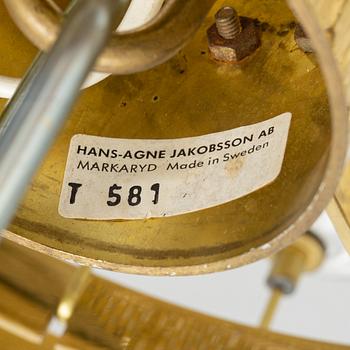 HANS-AGNE JAKOBSSON AB
MARKARYD Made in Sweden
T 581